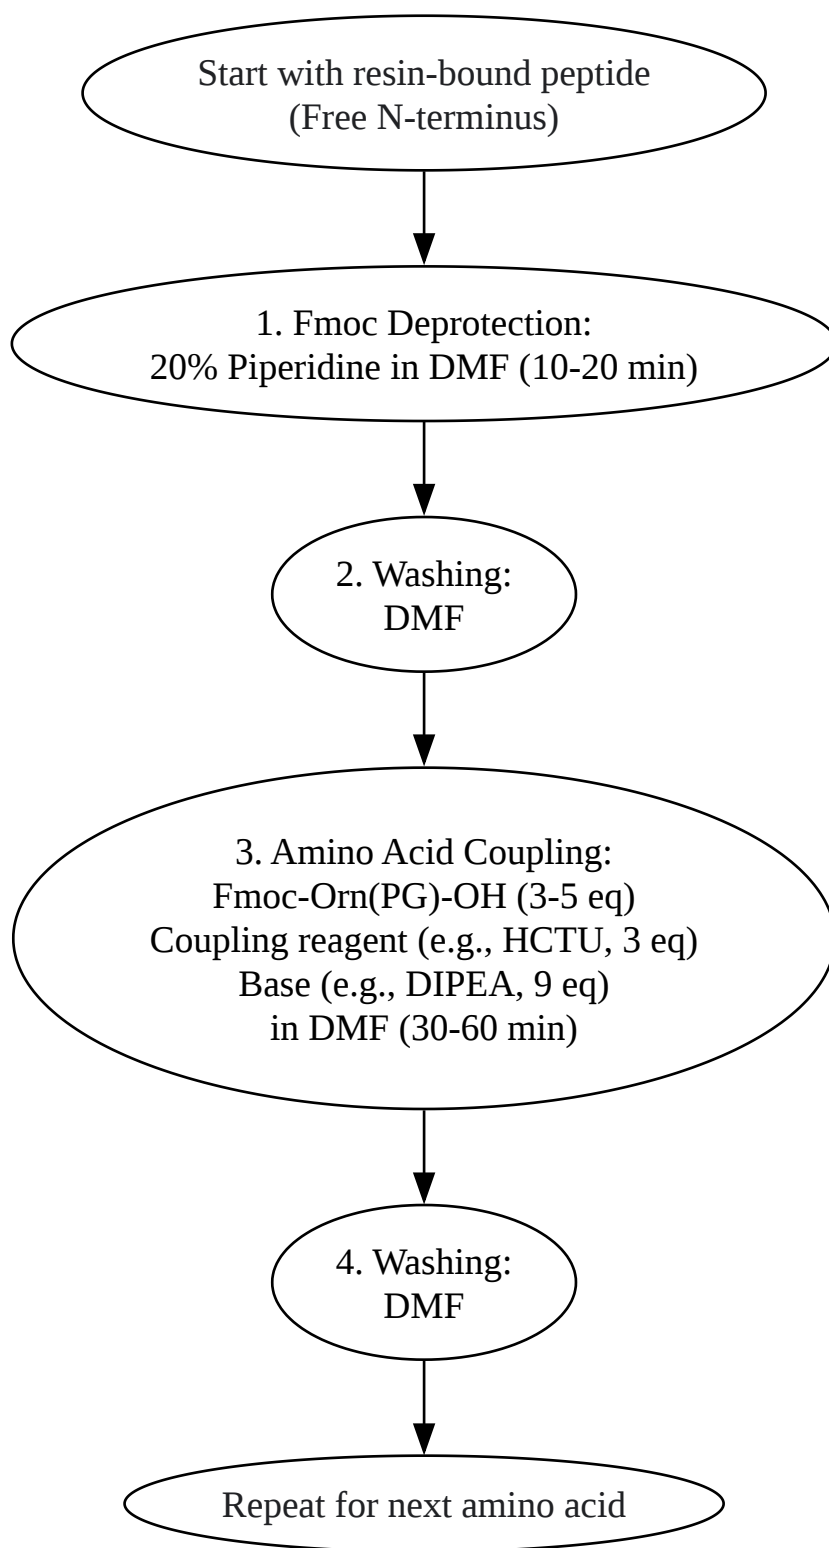 Start with resin-bound peptide
(Free N-terminus)
1. Fmoc Deprotection:
20% Piperidine in DMF (10-20 min)
2. Washing:
DMF
3. Amino Acid Coupling:
Fmoc-Orn(PG)-OH (3-5 eq)
Coupling reagent (e.g., HCTU, 3 eq)
Base (e.g., DIPEA, 9 eq)
in DMF (30-60 min)
4. Washing:
DMF
Repeat for next amino acid